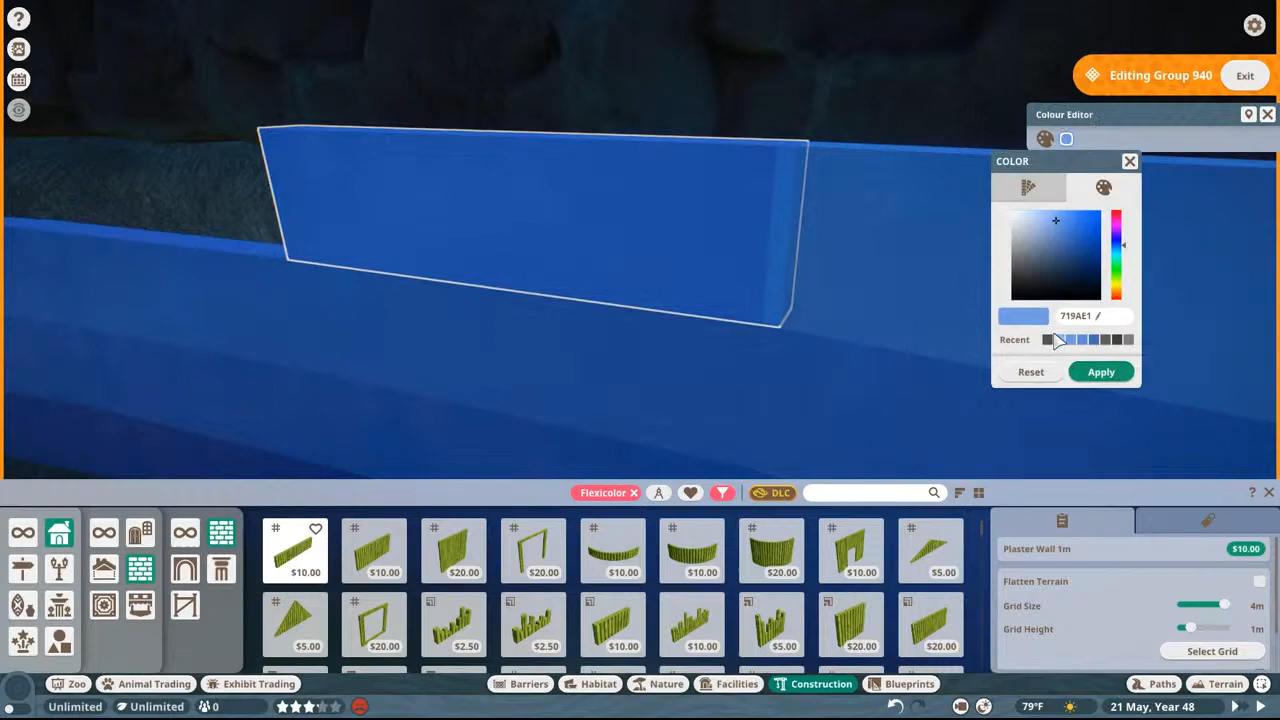 ?
Editing Group 940
Exit
Colour Editor
COLOR
719AE1
Recent
Reset
Apply
Flexicolor
DLC
?
$10.00
$10.00
$20.00
$20.00
$10.00
$10.00
$20.00
$10.00
$5.00
Plaster Wall 1m
$10.00
Flatten Terrain
Grid Size
4m
$5.00
$20.00
$2.50
$2.50
$10.00
$10.00
$5.00
$20.00
$10.00
Grid Height
1m
Select Grid
Zoo
Animal Trading
Exhibit Trading
Barriers
Habitat
Nature
Facilities
Construction
Blueprints
Paths
Terrain
Unlimited
Unlimited
0
79°F
21 May, Year 48